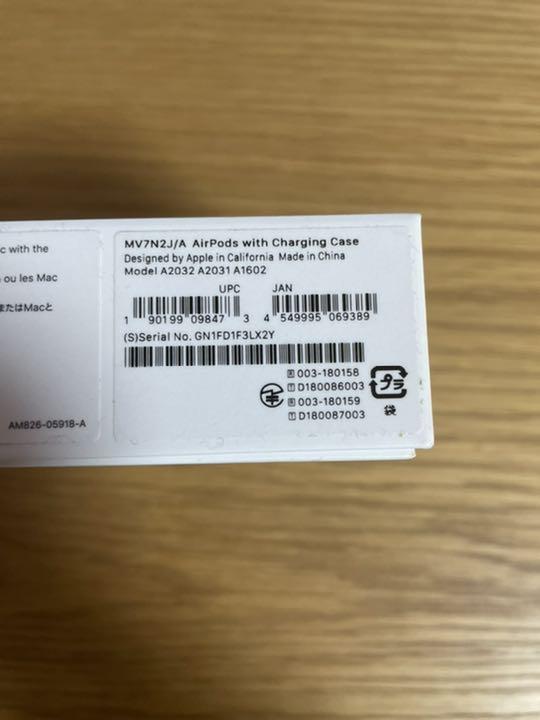 c with the
ou les Mac
またはMacと
AM826-05918-A
MV7N2J/A AirPods with Charging Case
Designed by Apple in California Made in China
Model A2032 A2031 A1602
UPC JAN
1 90199 09847 3 4 549995 069389
(S)Serial No. GN1FD1F3LX2Y
R 003-180158
T D180086003
R 003-180159
T D180087003
プラ
袋